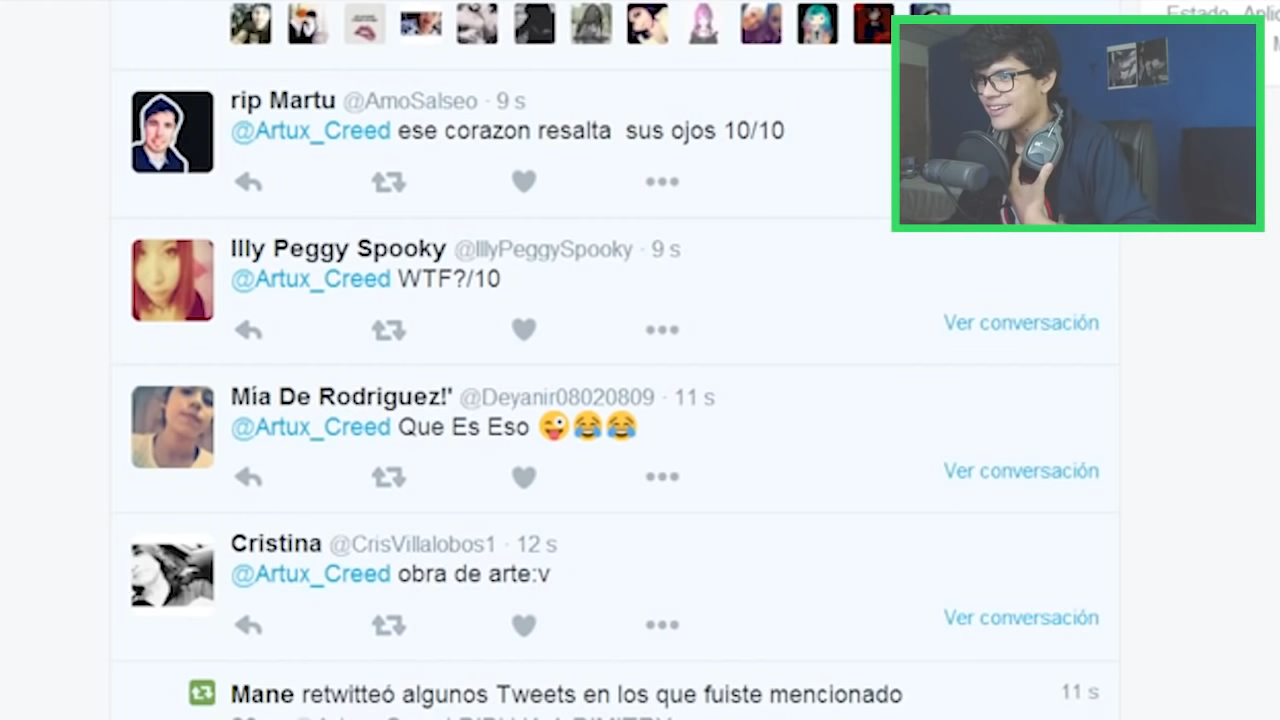 Estado
rip Martu @AmoSalseo · 9 s
@Artux_Creed ese corazon resalta sus ojos 10/10
Illy Peggy Spooky @IllyPeggySpooky · 9 s
@Artux_Creed WTF?/10
Ver conversación
Mía De Rodriguez!' @Deyanir08020809 · 11 s
@Artux_Creed Que Es Eso 😜😂😂
Ver conversación
Cristina @CrisVillalobos1 · 12 s
@Artux_Creed obra de arte:v
Ver conversación
Mane retwitteó algunos Tweets en los que fuiste mencionado 11 s